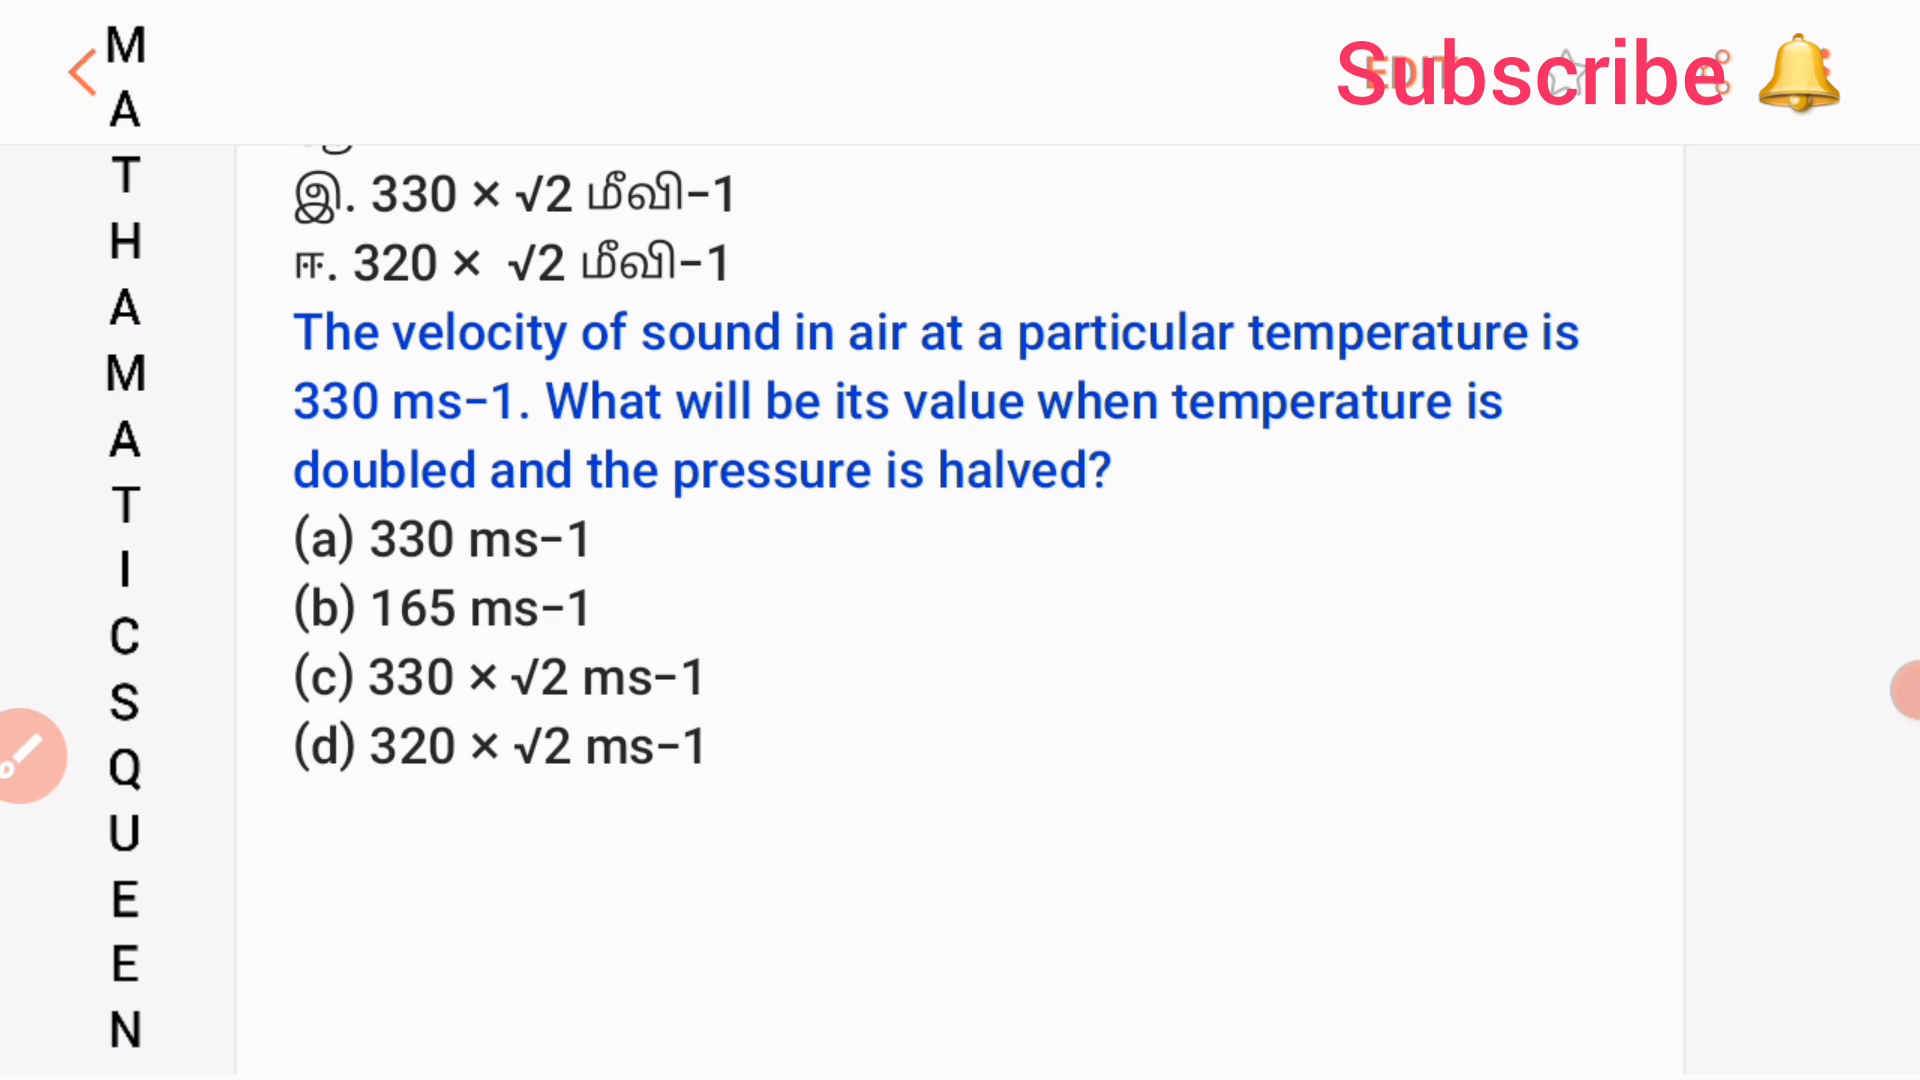 MATHAMATICSQUEEN
Subscribe
இ. 330 × √2 மீவி–1
ஈ. 320 × √2 மீவி–1
The velocity of sound in air at a particular temperature is
330 ms–1. What will be its value when temperature is
doubled and the pressure is halved?
(a) 330 ms–1
(b) 165 ms–1
(c) 330 × √2 ms–1
(d) 320 × √2 ms–1